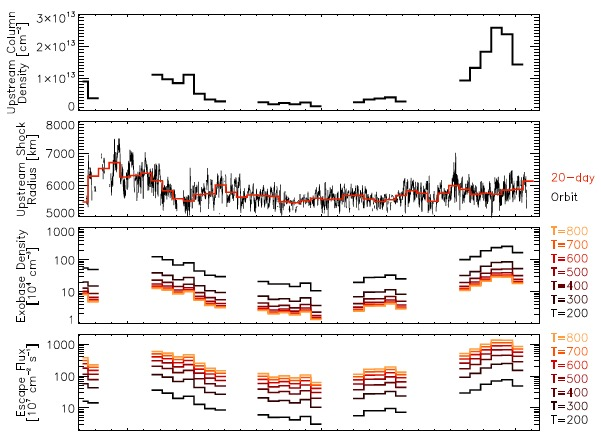 Upstream Column
Density [cm⁻²]
3×10¹³
2×10¹³
1×10¹³
0
Upstream Shock
Radius [km]
8000
7000
6000
5000
20-day
Orbit
Exobase Density
[10⁴ cm⁻³]
1000
100
10
1
T=800
T=700
T=600
T=500
T=400
T=300
T=200
Escape Flux
[10⁷ cm⁻² s⁻¹]
1000
100
10
T=800
T=700
T=600
T=500
T=400
T=300
T=200